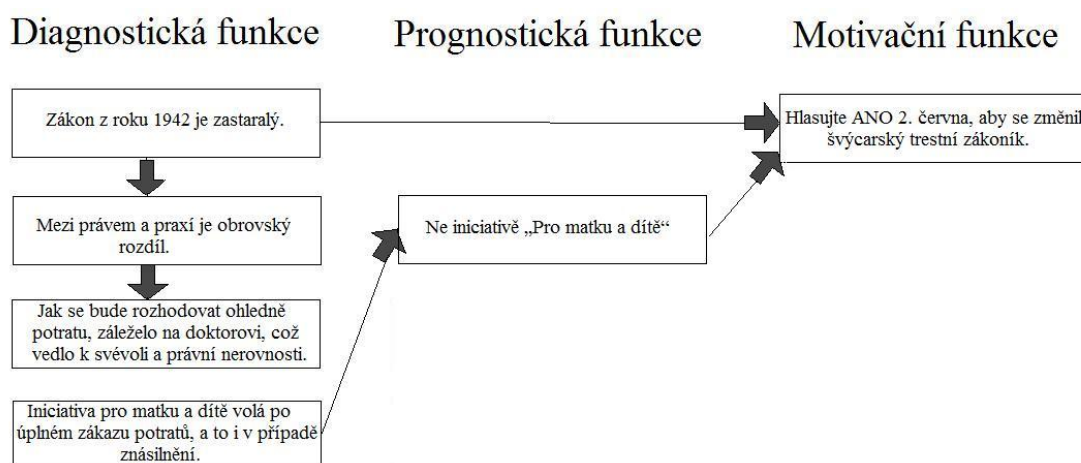 Diagnostická funkce
Prognostická funkce
Motivační funkce
Zákon z roku 1942 je zastaralý.
Hlasujte ANO 2. června, aby se změnil
švýcarský trestní zákoník.
Mezi právem a praxí je obrovský
rozdíl.
Ne iniciativě „Pro matku a dítě“
Jak se bude rozhodovat ohledně
potratu, záleželo na doktorovi, což
vedlo k svévoli a právní nerovnosti.
Iniciativa pro matku a dítě volá po
úplném zákazu potratů, a to i v případě
znásilnění.